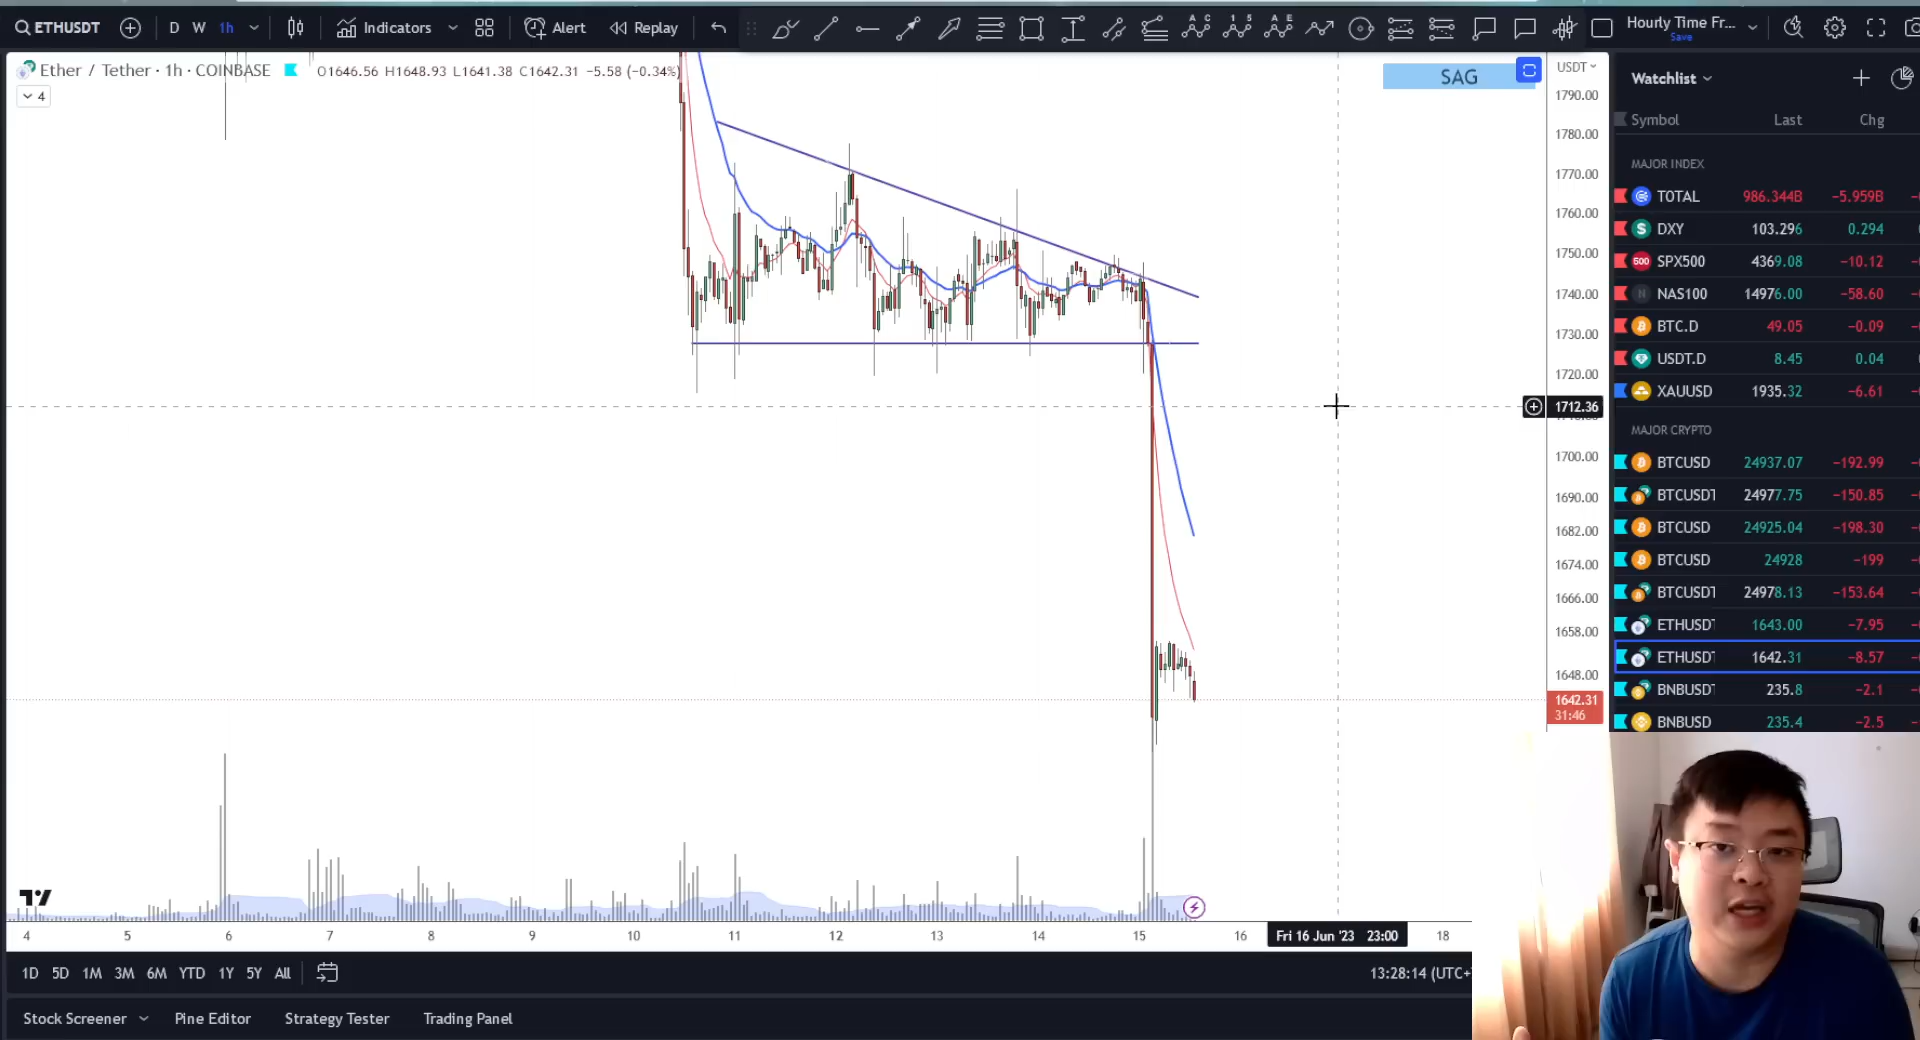 ETHUSDT D W 1h Indicators Alert Replay Hourly Time Fr...
Save
Ether / Tether · 1h · COINBASE O1646.56 H1648.93 L1641.38 C1642.31 −5.58 (−0.34%)
4
SAG
USDT
1790.00
1780.00
1770.00
1760.00
1750.00
1740.00
1730.00
1720.00
1712.36
1700.00
1690.00
1682.00
1674.00
1666.00
1658.00
1648.00
1642.31
31:46
4 5 6 7 8 9 10 11 12 13 14 15 16 Fri 16 Jun '23 23:00 18
1D 5D 1M 3M 6M YTD 1Y 5Y All 13:28:14 (UTC+
Stock Screener Pine Editor Strategy Tester Trading Panel
Watchlist
Symbol Last Chg
MAJOR INDEX
TOTAL 986.344B −5.959B
DXY 103.296 0.294
500 SPX500 4369.08 −10.12
N NAS100 14976.00 −58.60
BTC.D 49.05 −0.09
USDT.D 8.45 0.04
XAUUSD 1935.32 −6.61
MAJOR CRYPTO
BTCUSD 24937.07 −192.99
BTCUSDT 24977.75 −150.85
BTCUSD 24925.04 −198.30
BTCUSD 24928 −199
BTCUSDT 24978.13 −153.64
ETHUSDT 1643.00 −7.95
ETHUSDT 1642.31 −8.57
BNBUSDT 235.8 −2.1
BNBUSD 235.4 −2.5